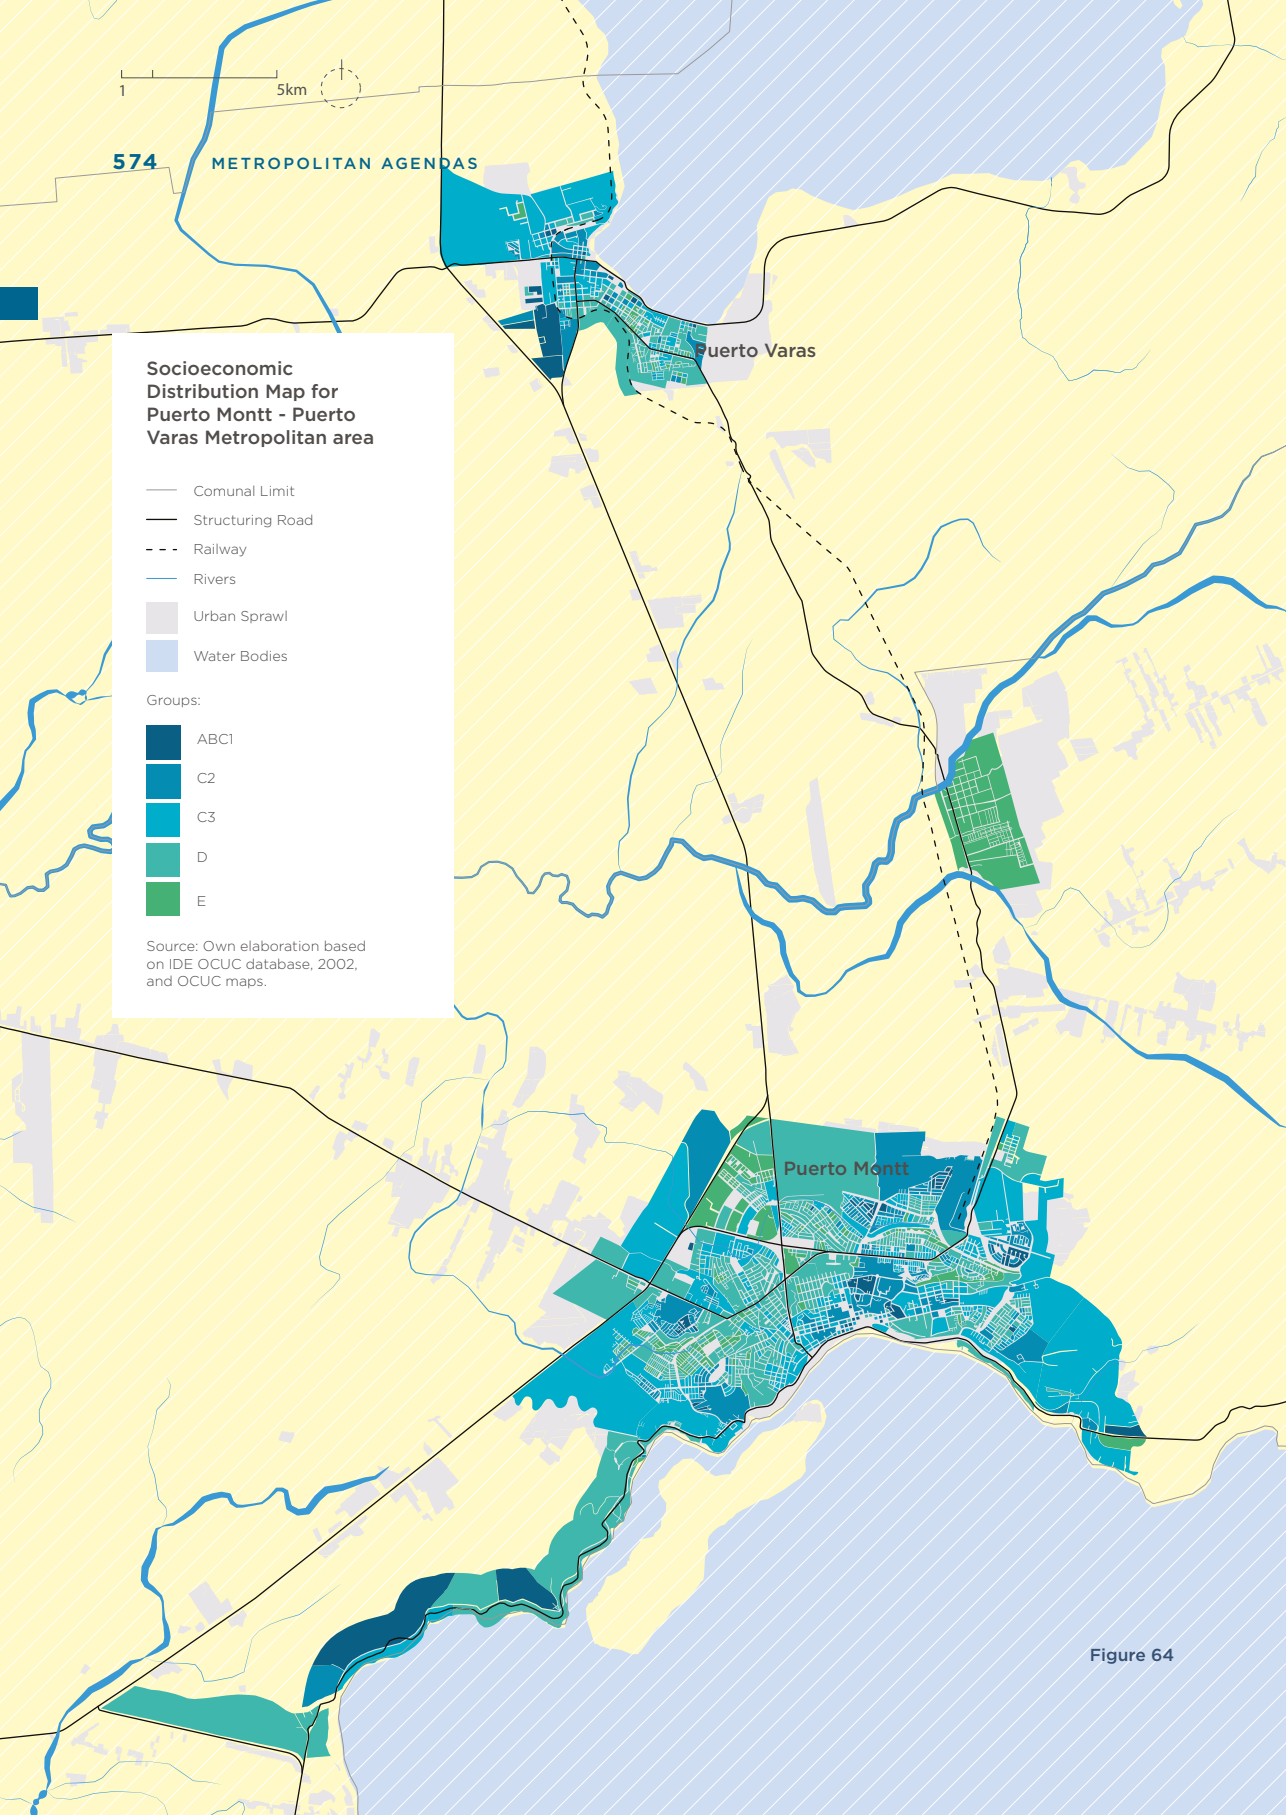 1 5km
574 METROPOLITAN AGENDAS
Puerto Varas
Socioeconomic
Distribution Map for
Puerto Montt - Puerto
Varas Metropolitan area
Comunal Limit
Structuring Road
Railway
Rivers
Urban Sprawl
Water Bodies
Groups:
ABC1
C2
C3
D
E
Source: Own elaboration based
on IDE OCUC database, 2002,
and OCUC maps.
Puerto Montt
Figure 64